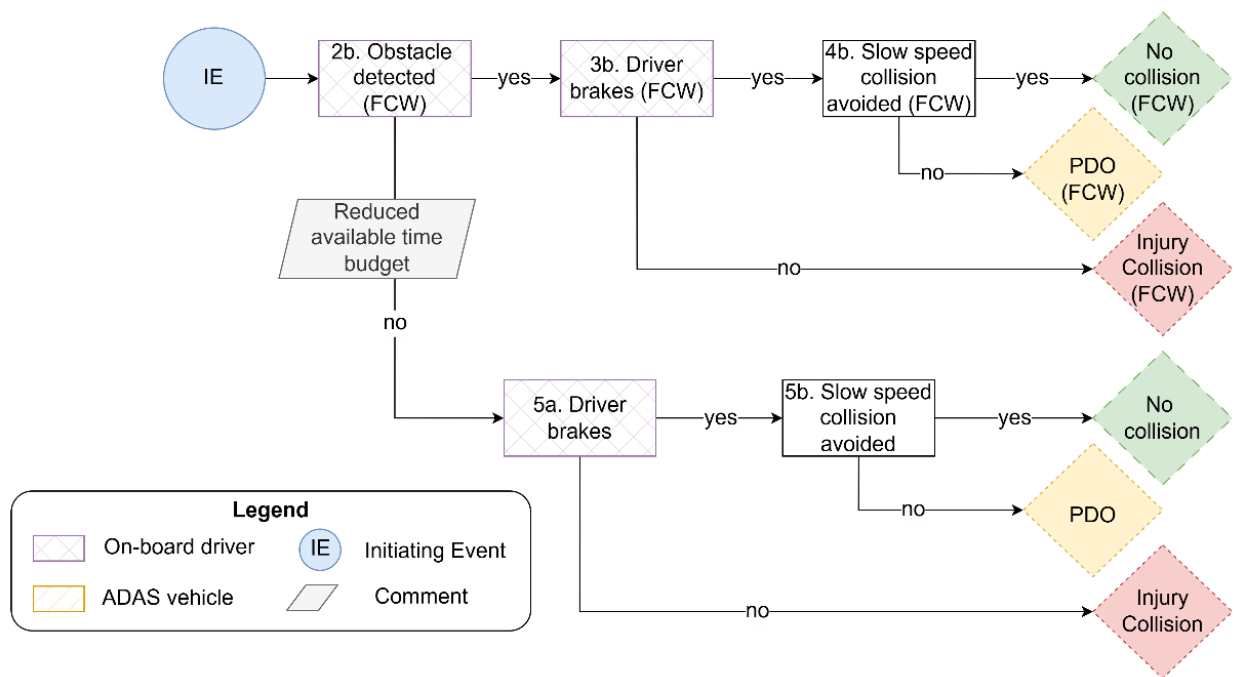 IE
2b. Obstacle
detected
(FCW)
yes
3b. Driver
brakes (FCW)
yes
4b. Slow speed
collision
avoided (FCW)
yes
No
collision
(FCW)
no
PDO
(FCW)
Reduced
available time
budget
no
Injury
Collision
(FCW)
no
5a. Driver
brakes
yes
5b. Slow speed
collision
avoided
yes
No
collision
no
PDO
no
Injury
Collision
Legend
On-board driver
IE
Initiating Event
ADAS vehicle
Comment